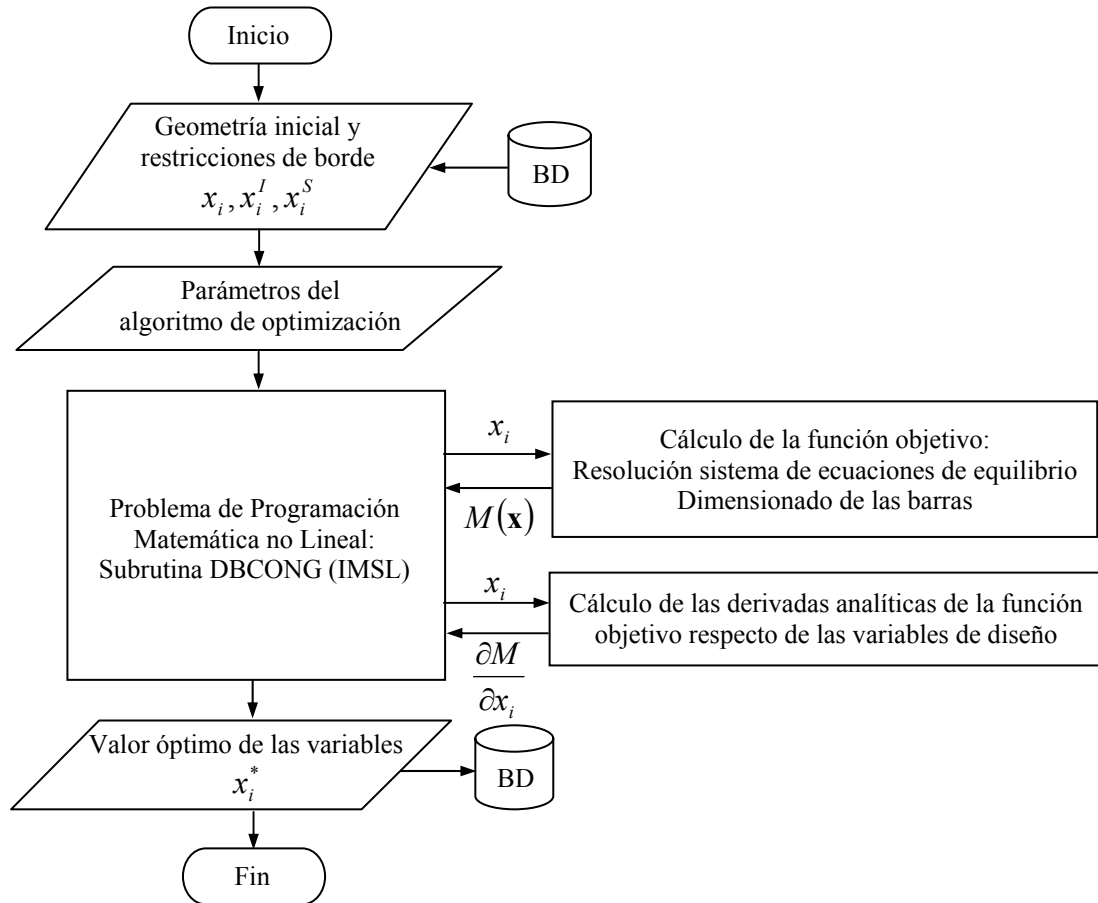 Inicio
Geometría inicial y
restricciones de borde
x_i, x_i^I, x_i^S
BD
Parámetros del
algoritmo de optimización
Problema de Programación
Matemática no Lineal:
Subrutina DBCONG (IMSL)
x_i
M(x)
Cálculo de la función objetivo:
Resolución sistema de ecuaciones de equilibrio
Dimensionado de las barras
x_i
∂M
∂x_i
Cálculo de las derivadas analíticas de la función
objetivo respecto de las variables de diseño
Valor óptimo de las variables
x_i^*
BD
Fin